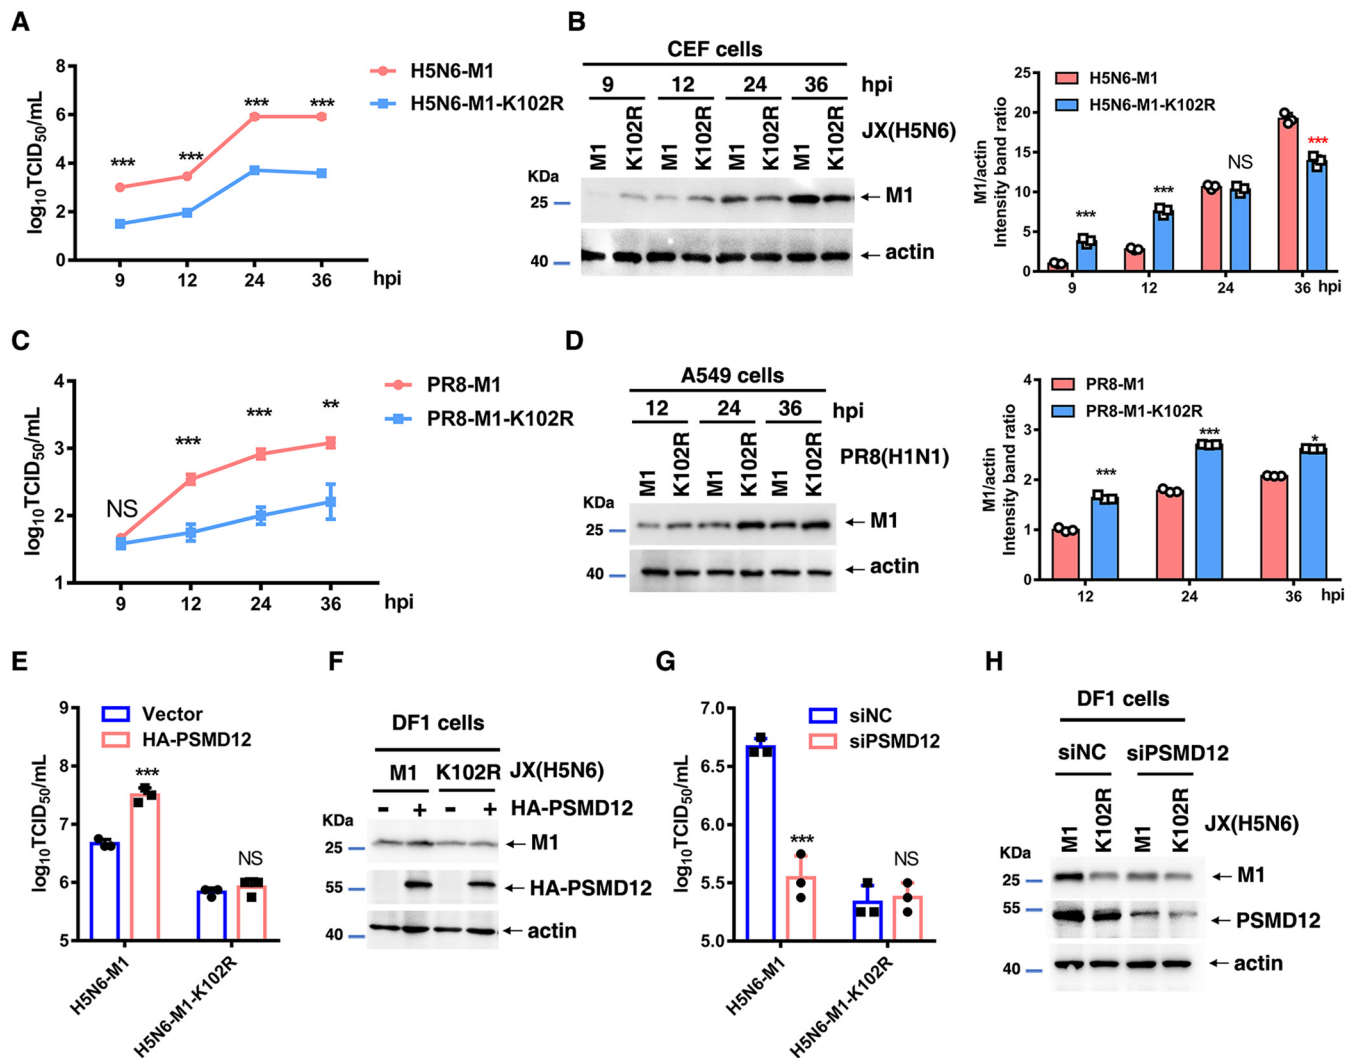 A
log10TCID50/mL
8
6
4
2
0
*** *** *** ***
9 12 24 36 hpi
H5N6-M1
H5N6-M1-K102R
B
CEF cells
9 12 24 36 hpi
M1 K102R M1 K102R M1 K102R M1 K102R JX(H5N6)
KDa
25 M1
40 actin
M1/actin
Intensity band ratio
25
20
15
10
5
0
H5N6-M1
H5N6-M1-K102R
*** *** NS ***
9 12 24 36 hpi
C
log10TCID50/mL
4
3
2
1
NS *** *** **
9 12 24 36 hpi
PR8-M1
PR8-M1-K102R
D
A549 cells
12 24 36 hpi
M1 K102R M1 K102R M1 K102R PR8(H1N1)
KDa
25 M1
40 actin
M1/actin
Intensity band ratio
4
3
2
1
0
PR8-M1
PR8-M1-K102R
*** *** *
12 24 36 hpi
E
log10TCID50/mL
9
8
7
6
5
Vector
HA-PSMD12
*** NS
H5N6-M1 H5N6-M1-K102R
F
DF1 cells
M1 K102R JX(H5N6)
- + - + HA-PSMD12
KDa
25 M1
55 HA-PSMD12
40 actin
G
log10TCID50/mL
7.0
6.5
6.0
5.5
5.0
siNC
siPSMD12
*** NS
H5N6-M1 H5N6-M1-K102R
H
DF1 cells
siNC siPSMD12
M1 K102R M1 K102R JX(H5N6)
KDa
25 M1
55 PSMD12
40 actin